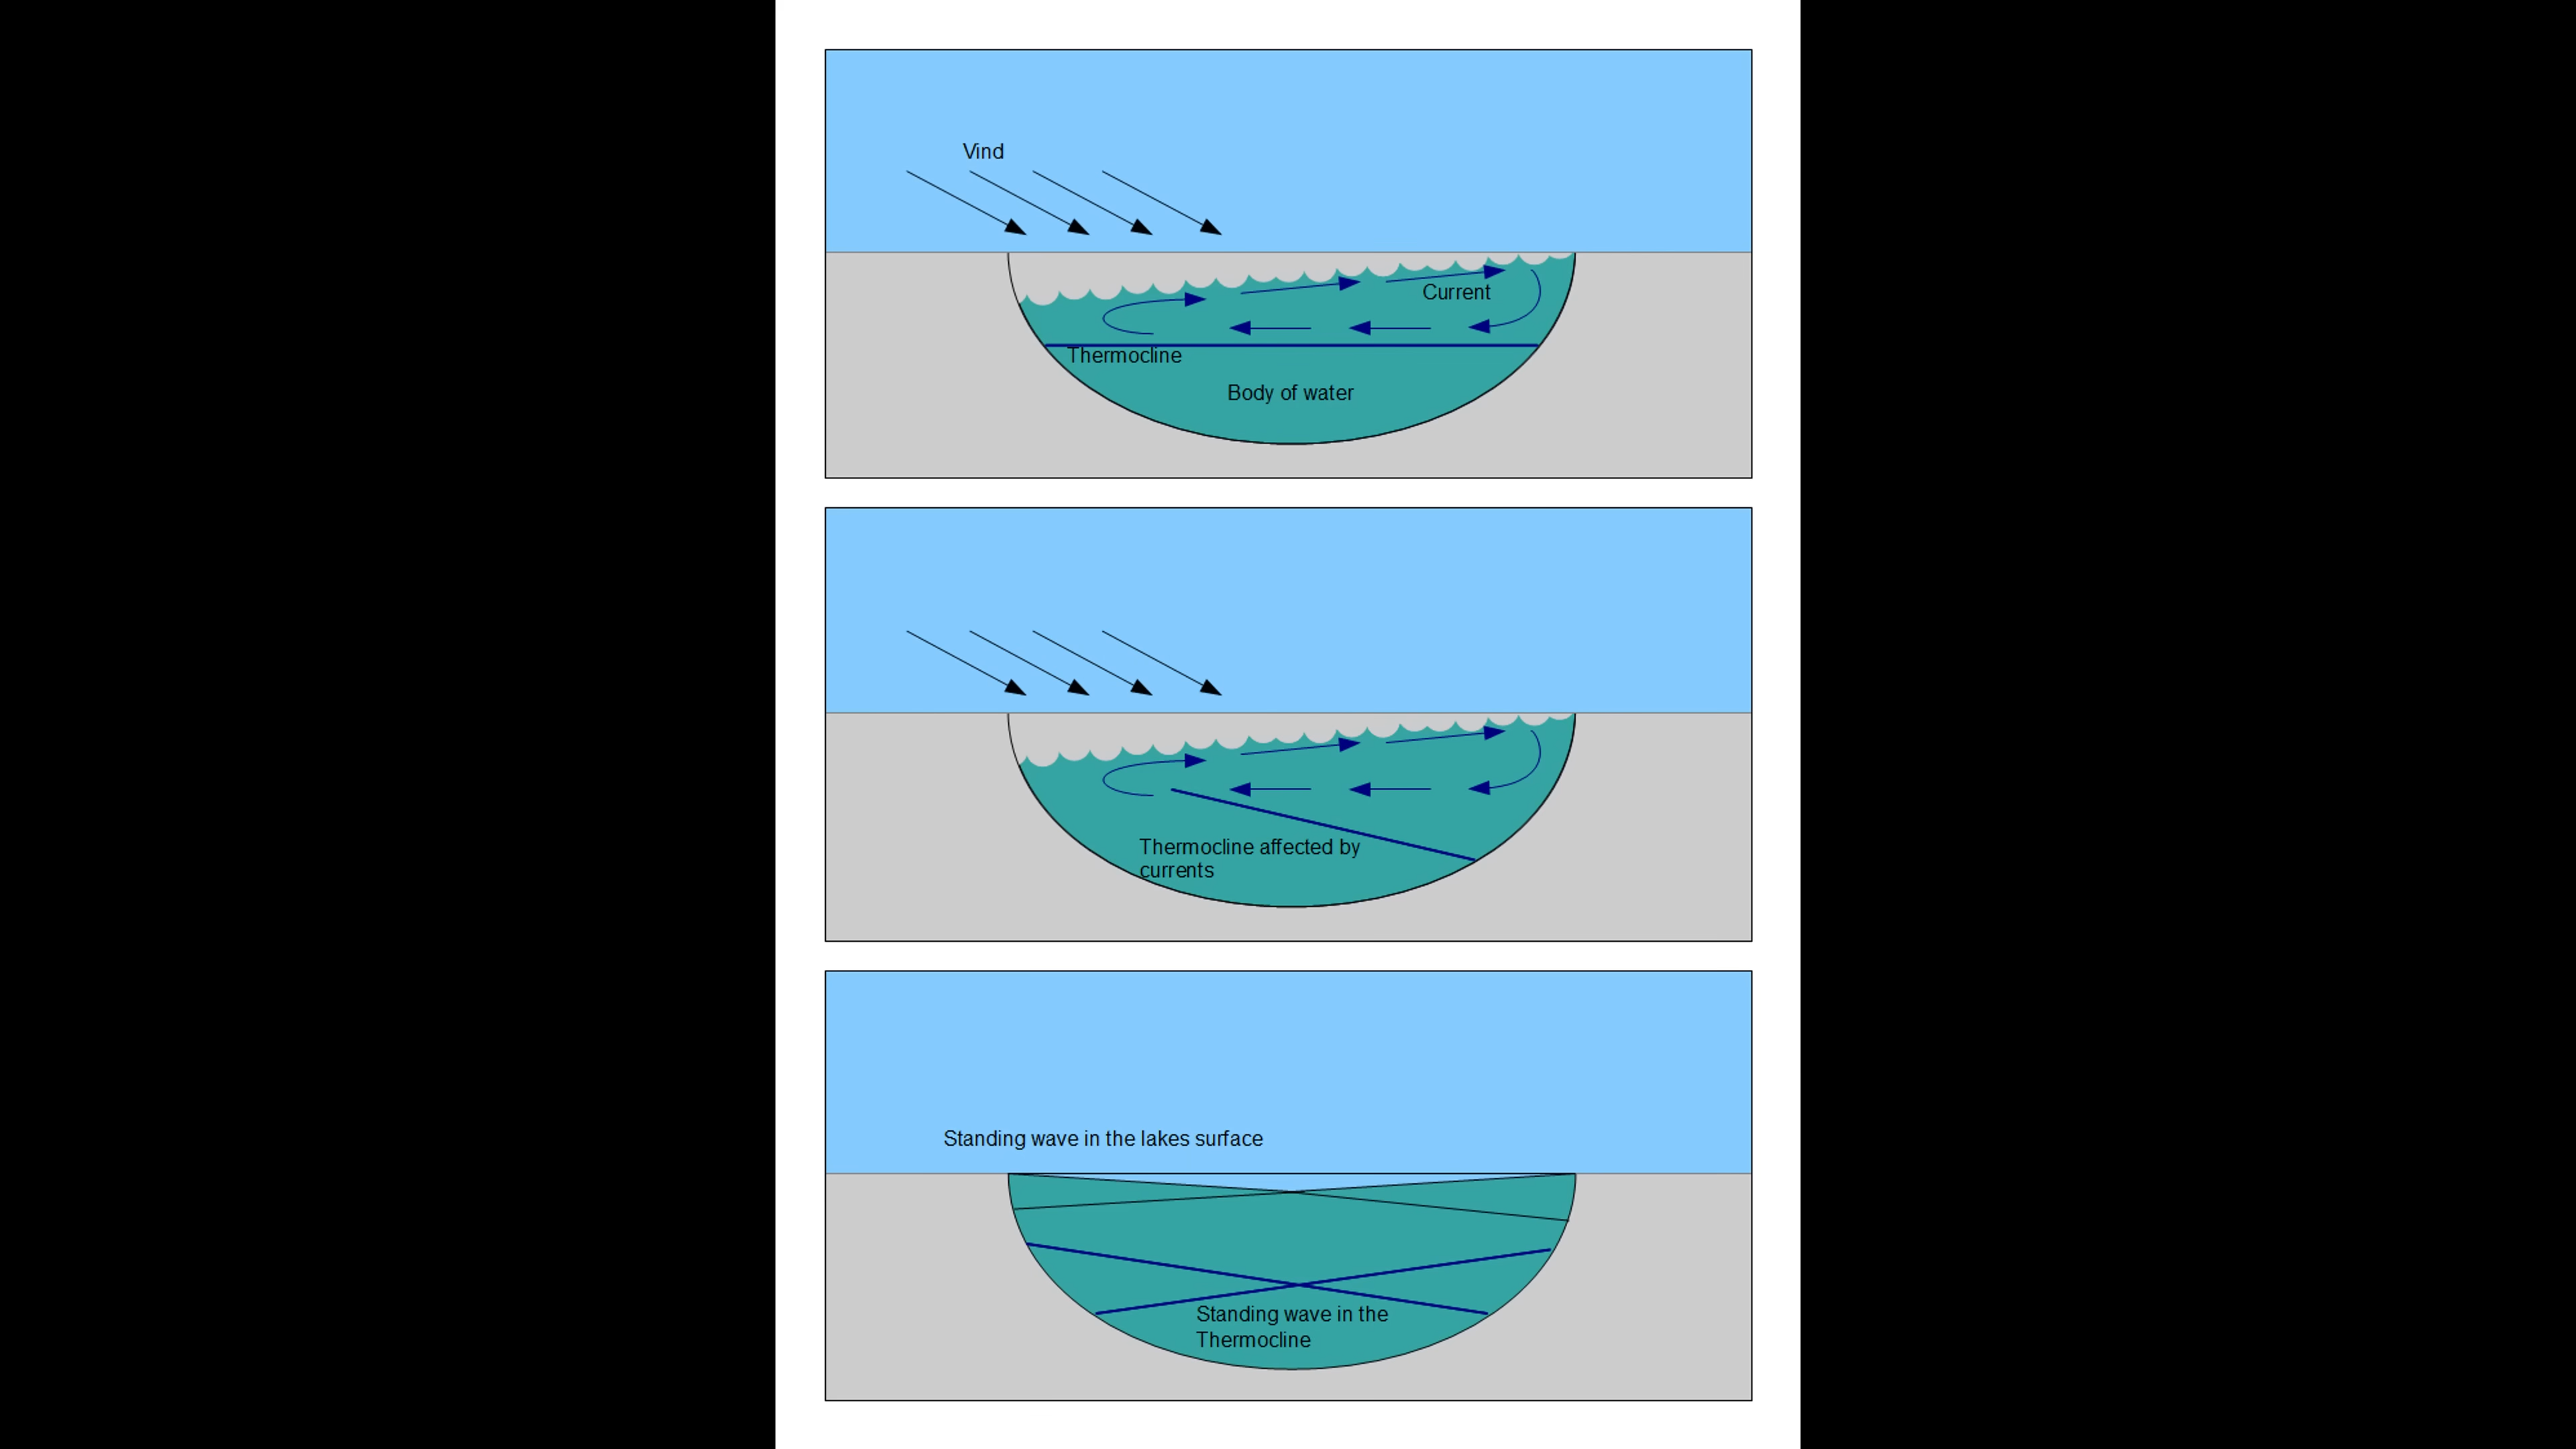 Vind
Current
Thermocline
Body of water
Thermocline affected by
currents
Standing wave in the lakes surface
Standing wave in the
Thermocline